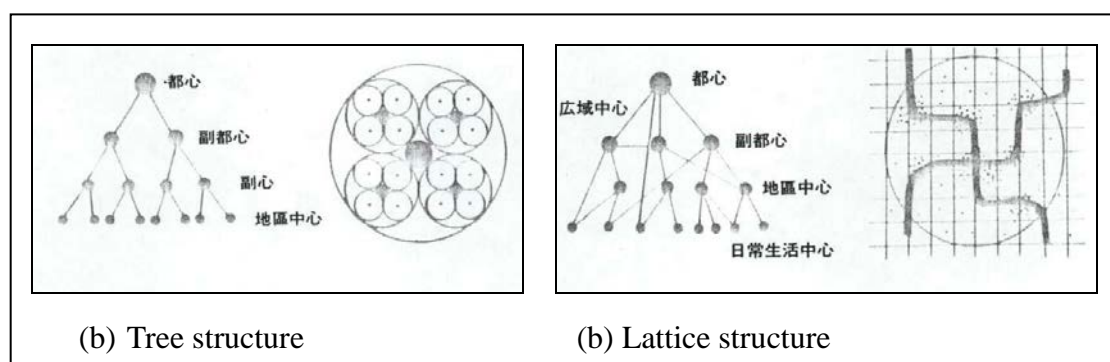 都心
副都心
副心
地區中心
都心
広域中心
副都心
地區中心
日常生活中心
(b) Tree structure
(b) Lattice structure